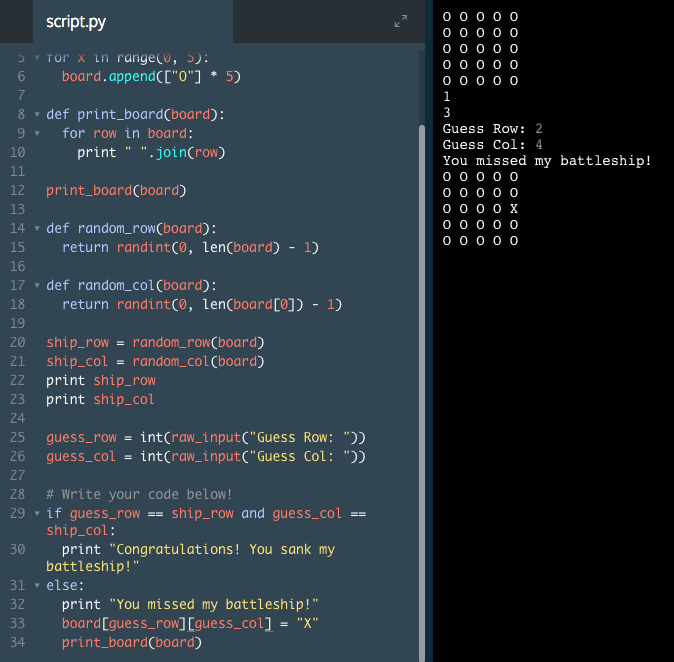 script.py
5 for x in range(0, 5):
6 board.append(["O"] * 5)
7
8 def print_board(board):
9 for row in board:
10 print " ".join(row)
11
12 print_board(board)
13
14 def random_row(board):
15 return randint(0, len(board) - 1)
16
17 def random_col(board):
18 return randint(0, len(board[0]) - 1)
19
20 ship_row = random_row(board)
21 ship_col = random_col(board)
22 print ship_row
23 print ship_col
24
25 guess_row = int(raw_input("Guess Row: "))
26 guess_col = int(raw_input("Guess Col: "))
27
28 # Write your code below!
29 if guess_row == ship_row and guess_col ==
ship_col:
30 print "Congratulations! You sank my
battleship!"
31 else:
32 print "You missed my battleship!"
33 board[guess_row][guess_col] = "X"
34 print_board(board)
O O O O O
O O O O O
O O O O O
O O O O O
O O O O O
1
3
Guess Row: 2
Guess Col: 4
You missed my battleship!
O O O O O
O O O O O
O O O O X
O O O O O
O O O O O